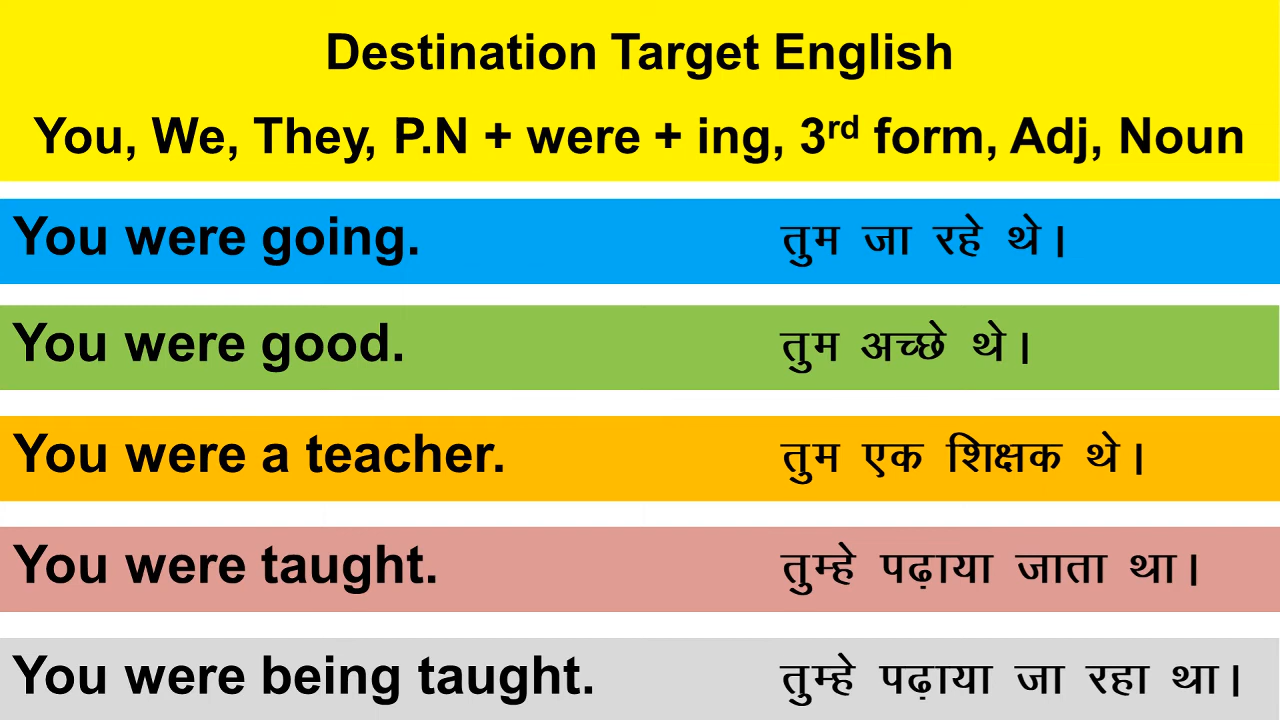 Destination Target English
You, We, They, P.N + were + ing, 3rd form, Adj, Noun
You were going. तुम जा रहे थे।
You were good. तुम अच्छे थे।
You were a teacher. तुम एक शिक्षक थे।
You were taught. तुम्हे पढ़ाया जाता था।
You were being taught. तुम्हे पढ़ाया जा रहा था।